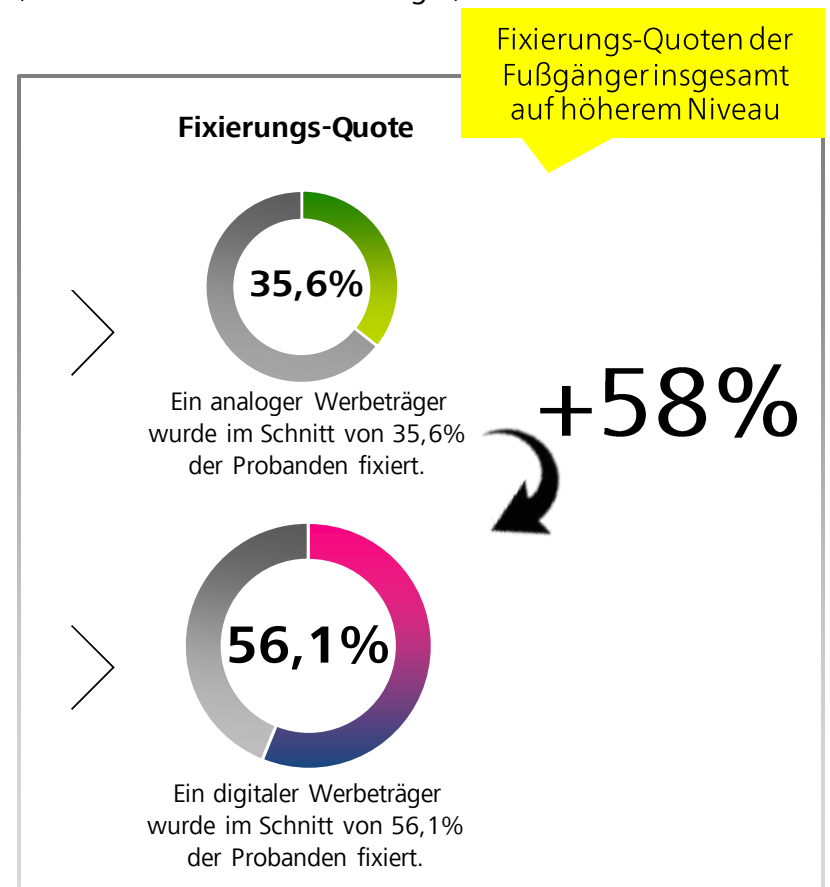 Fixierungs-Quoten der
Fußgänger insgesamt
auf höherem Niveau
Fixierungs-Quote
35,6%
Ein analoger Werbeträger
wurde im Schnitt von 35,6%
der Probanden fixiert.
+58%
56,1%
Ein digitaler Werbeträger
wurde im Schnitt von 56,1%
der Probanden fixiert.